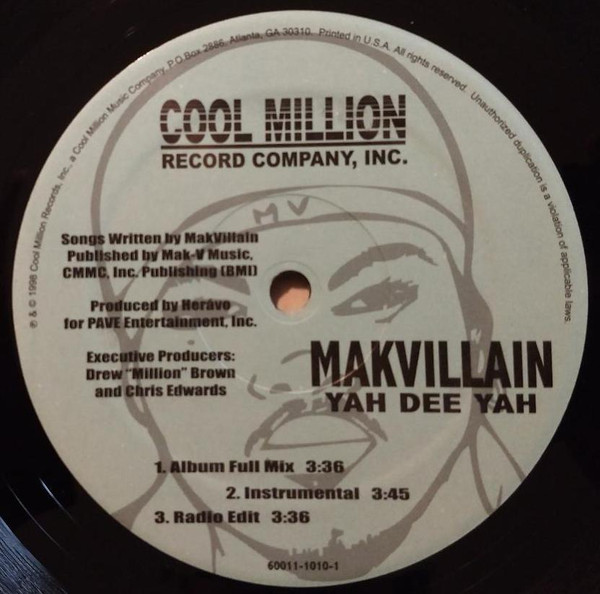 ℗ & © 1998 Cool Million Records, Inc., a Cool Million Music Company, P.O Box 2886, Atlanta, GA 30310. Printed in U.S.A. All rights reserved. Unauthorized duplication is a violation of applicable laws.
COOL MILLION
RECORD COMPANY, INC.
MV
Songs Written by MakVillain
Published by Mak-V Music,
CMMC, Inc. Publishing (BMI)
Produced by Herávo
for PAVE Entertainment, Inc.
Executive Producers:
Drew "Million" Brown
and Chris Edwards
MAKVILLAIN
YAH DEE YAH
1. Album Full Mix 3:36
2. Instrumental 3:45
3. Radio Edit 3:36
60011-1010-1